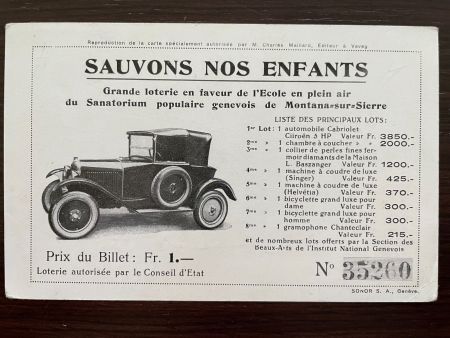 Reproduction de la carte spécialement autorisée par M. Charles Maillard, Editeur à Vevey
SAUVONS NOS ENFANTS
Grande loterie en faveur de l'Ecole en plein air
du Sanatorium populaire genevois de Montana-sur-Sierre
LISTE DES PRINCIPAUX LOTS :
1er Lot : 1 automobile Cabriolet
Citroën 5 HP Valeur Fr. 3850.—
2me » 1 chambre à coucher » » 2000.—
3me » 1 collier de perles fines fermoir
diamants de la Maison
L. Baszanger Valeur Fr. 1200.—
4me » 1 machine à coudre de luxe
(Singer) Valeur Fr. 425.—
5me » 1 machine à coudre de luxe
(Helvétia) Valeur Fr. 370.—
6me » 1 bicyclette grand luxe pour
dame Valeur Fr. 300.—
7me » 1 bicyclette grand luxe pour
homme Valeur Fr. 300.—
8me » 1 gramophone Chanteclair
Valeur Fr. 215.—
et de nombreux lots offerts par la Section des
Beaux-Arts de l'Institut National Genevois
Prix du Billet : Fr. 1.—
Loterie autorisée par le Conseil d'Etat
No 35260
SONOR S. A., Genève.